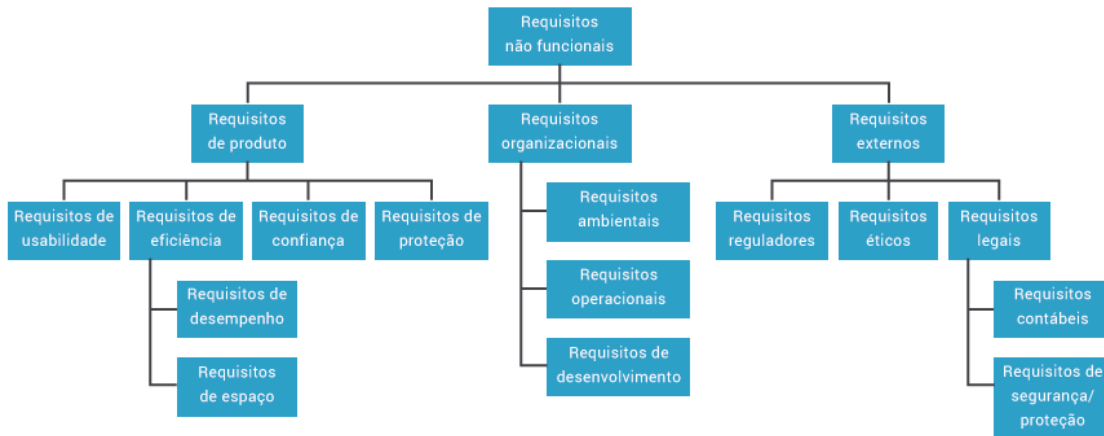 Requisitos
não funcionais
Requisitos
de produto
Requisitos
organizacionais
Requisitos
externos
Requisitos de
usabilidade
Requisitos de
eficiência
Requisitos de
confiança
Requisitos de
proteção
Requisitos de
desempenho
Requisitos
de espaço
Requisitos
ambientais
Requisitos
operacionais
Requisitos de
desenvolvimento
Requisitos
reguladores
Requisitos
éticos
Requisitos
legais
Requisitos
contábeis
Requisitos de
segurança/
proteção